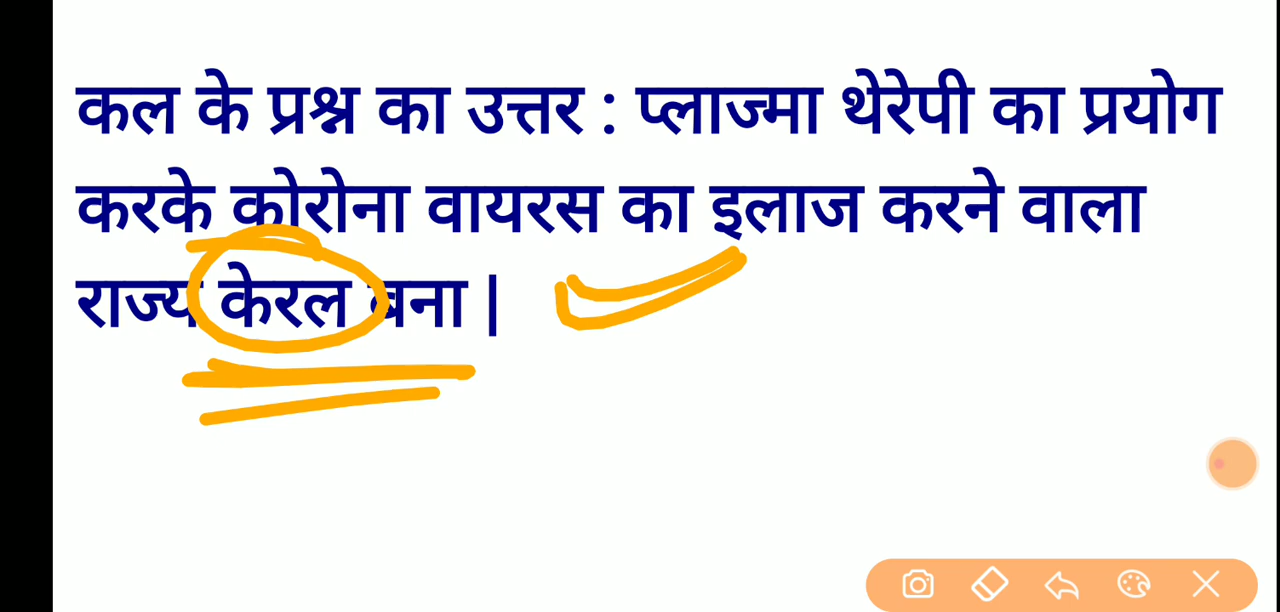 कल के प्रश्न का उत्तर : प्लाज्मा थेरेपी का प्रयोग
करके कोरोना वायरस का इलाज करने वाला
राज्य केरल बना |